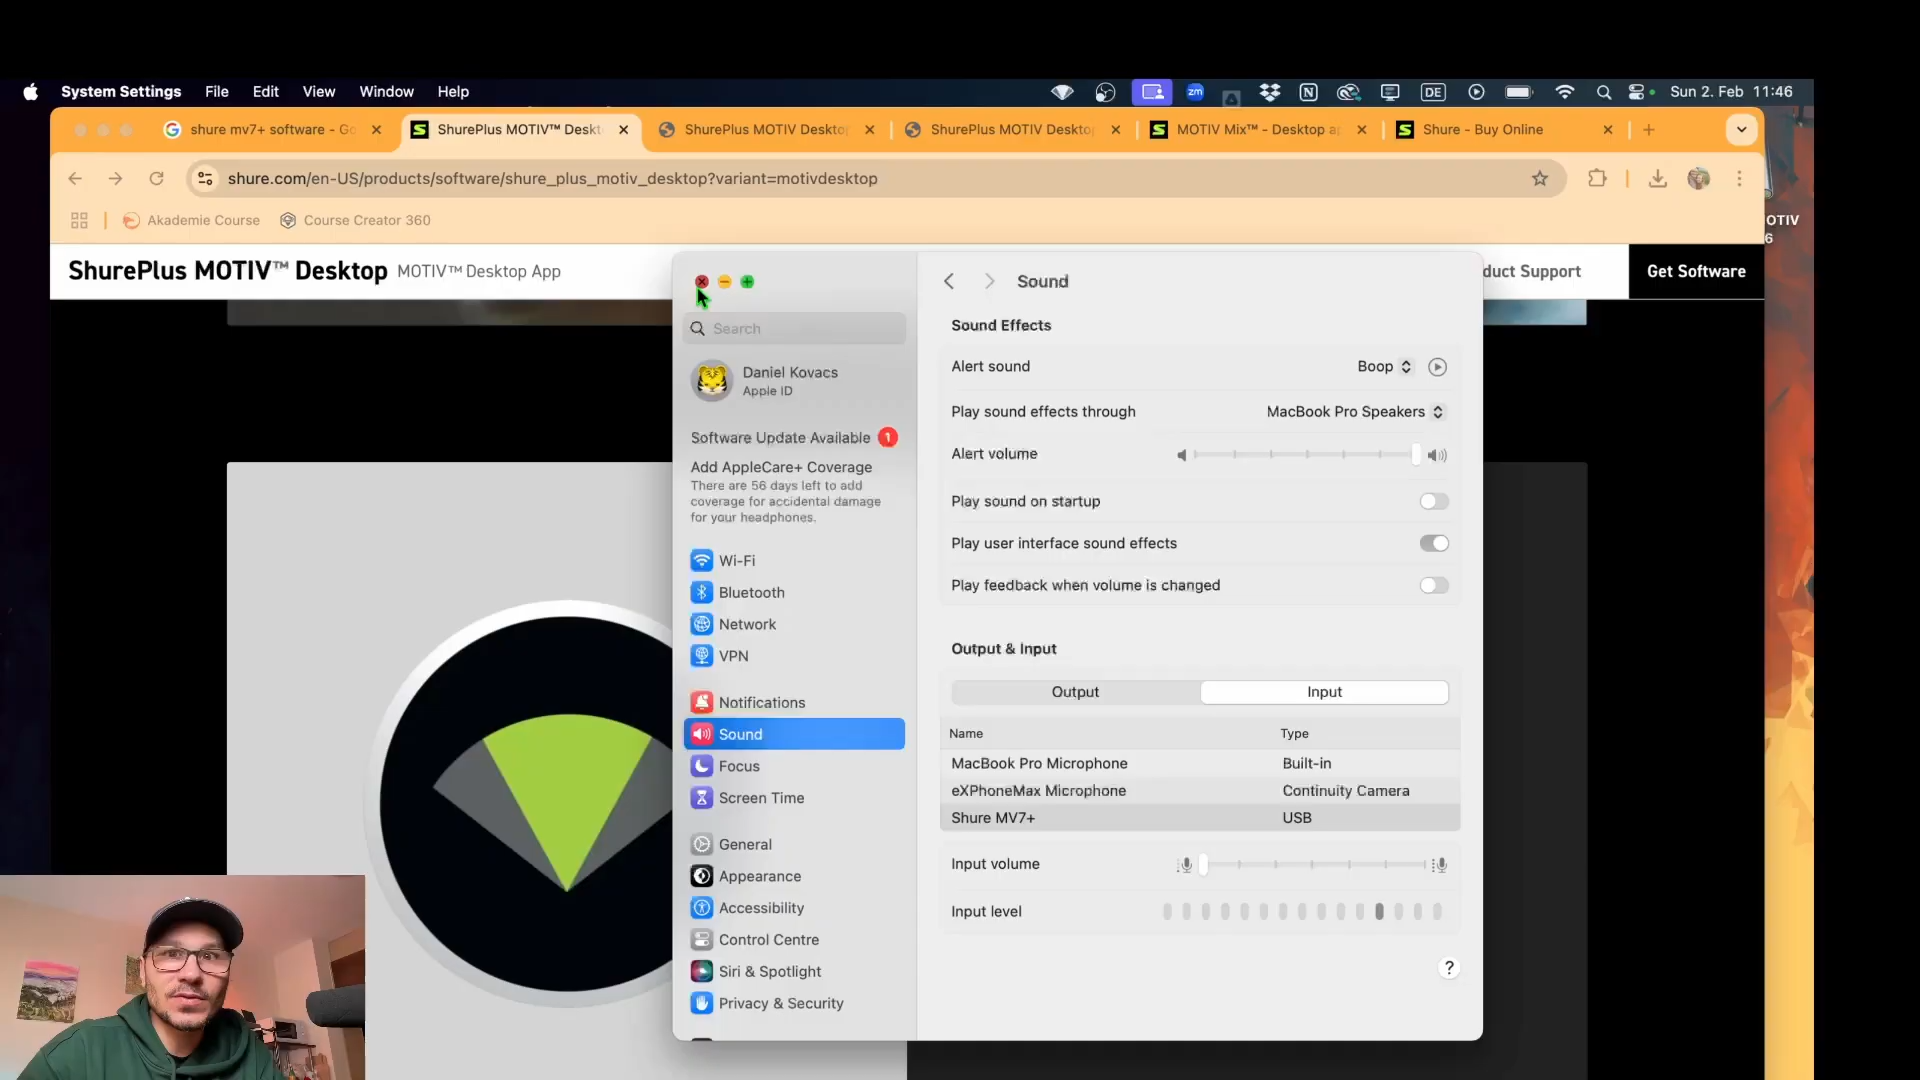 System Settings File Edit View Window Help
zm N DE Sun 2. Feb 11:46
shure mv7+ software - Go
ShurePlus MOTIV™ Deskt
ShurePlus MOTIV Deskto
ShurePlus MOTIV Deskto
MOTIV Mix™ - Desktop a
Shure - Buy Online
shure.com/en-US/products/software/shure_plus_motiv_desktop?variant=motivdesktop
Akademie Course Course Creator 360
OTIV
6
ShurePlus MOTIV™ Desktop MOTIV™ Desktop App
duct Support
Get Software
Search
Daniel Kovacs
Apple ID
Software Update Available 1
Add AppleCare+ Coverage
There are 56 days left to add
coverage for accidental damage
for your headphones.
Wi-Fi
Bluetooth
Network
VPN
Notifications
Sound
Focus
Screen Time
General
Appearance
Accessibility
Control Centre
Siri & Spotlight
Privacy & Security
Sound
Sound Effects
Alert sound Boop
Play sound effects through MacBook Pro Speakers
Alert volume
Play sound on startup
Play user interface sound effects
Play feedback when volume is changed
Output & Input
Output Input
Name Type
MacBook Pro Microphone Built-in
eXPhoneMax Microphone Continuity Camera
Shure MV7+ USB
Input volume
Input level
?